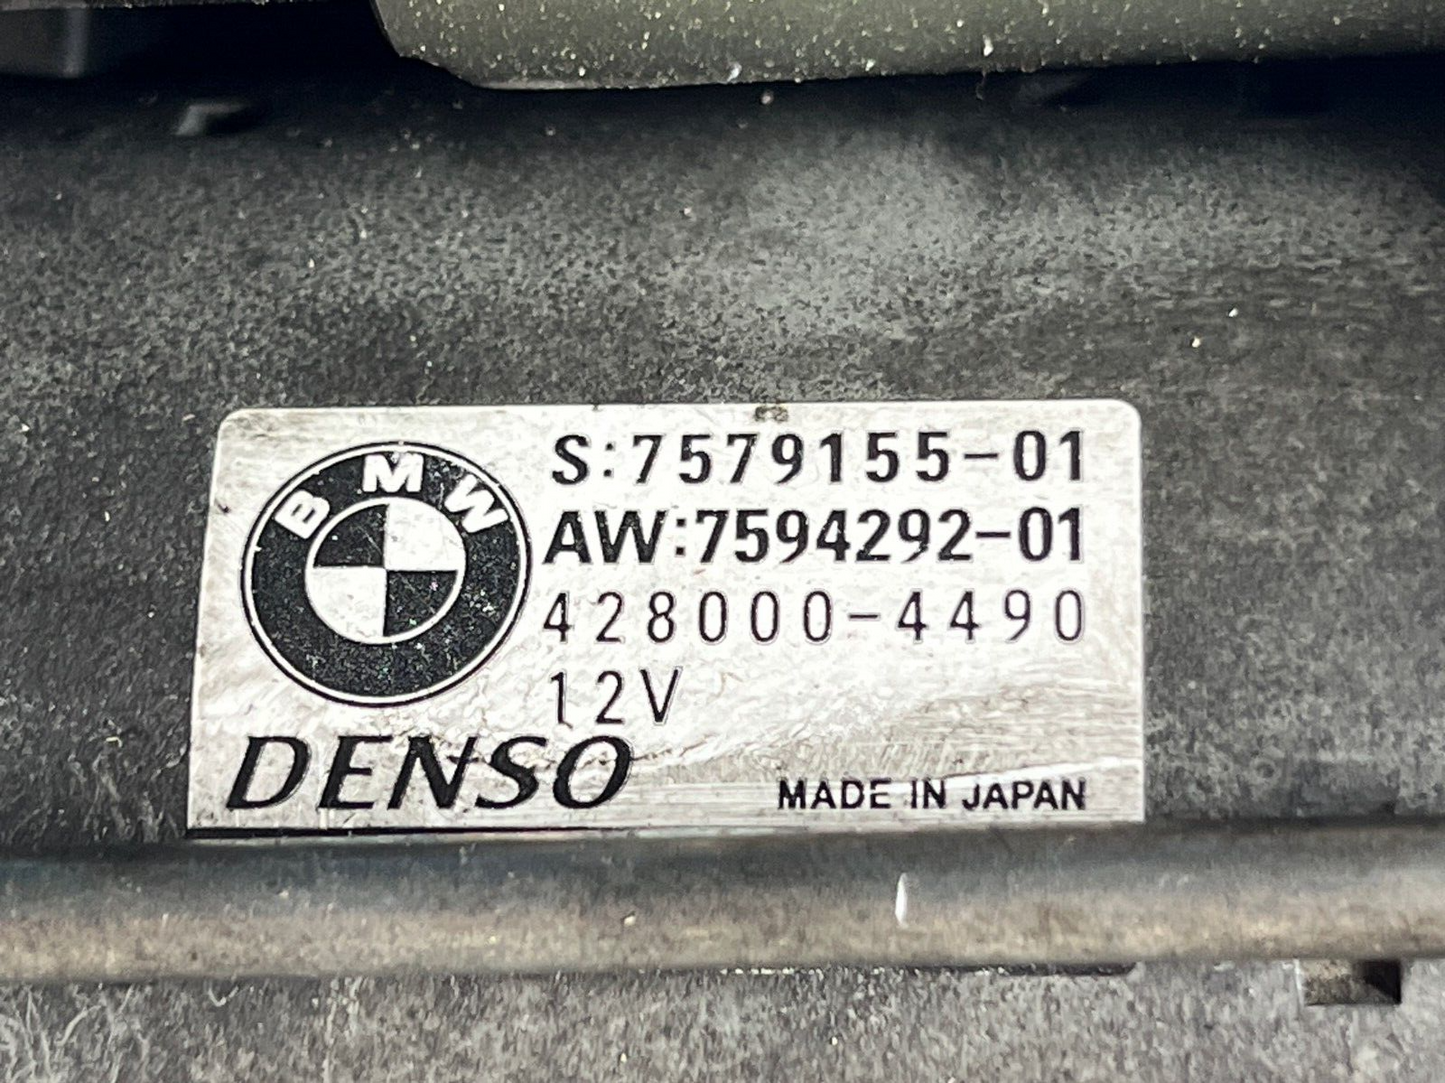 BMW
S:7579155-01
AW:7594292-01
428000-4490
12V
DENSO
MADE IN JAPAN